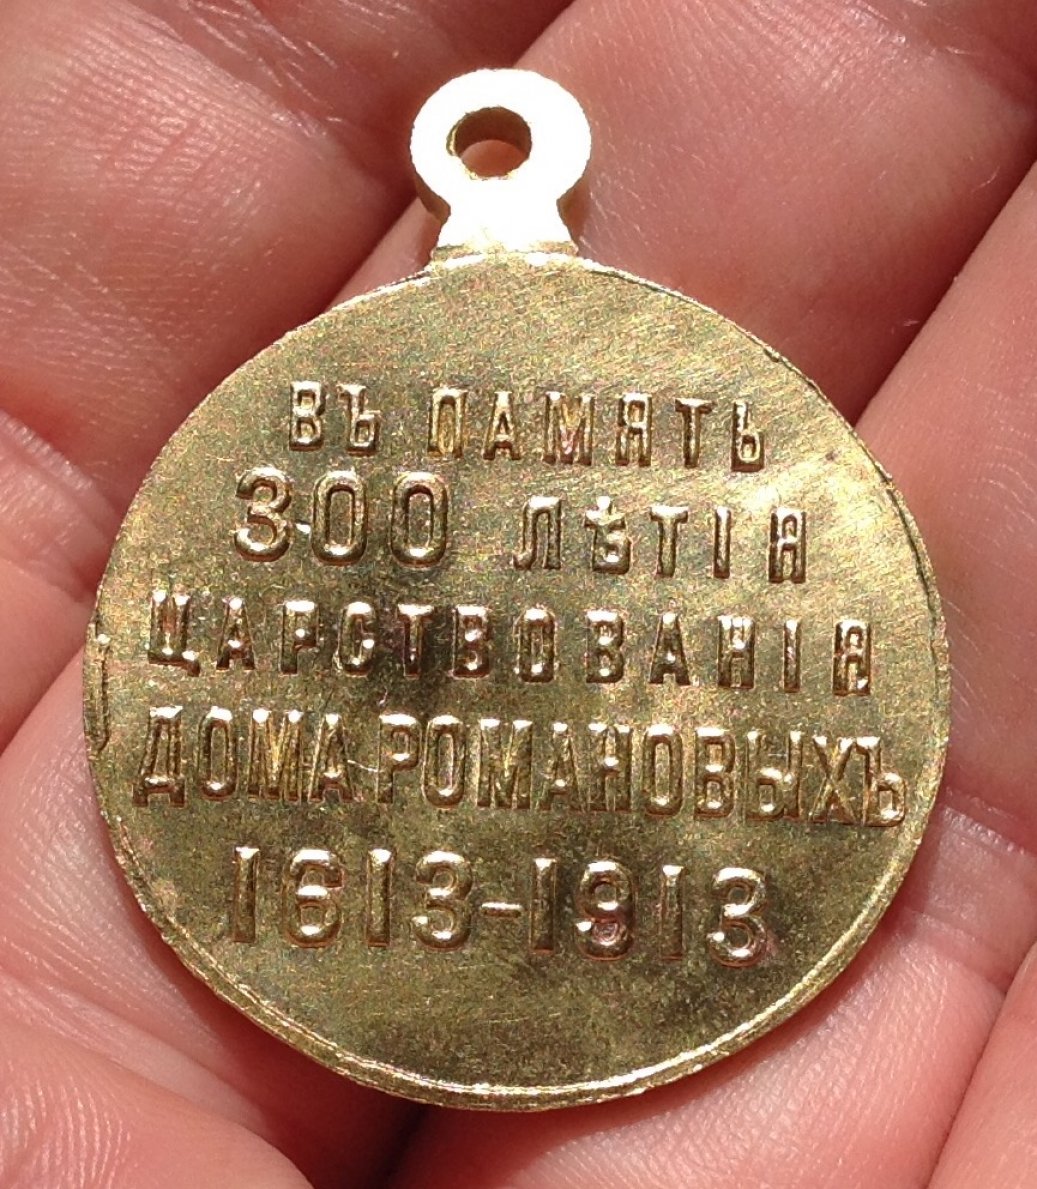 ВЪ ПАМЯТЬ
300 ЛѢТІЯ
ЦАРСТВОВАНІЯ
ДОМА РОМАНОВЫХЪ
1613-1913